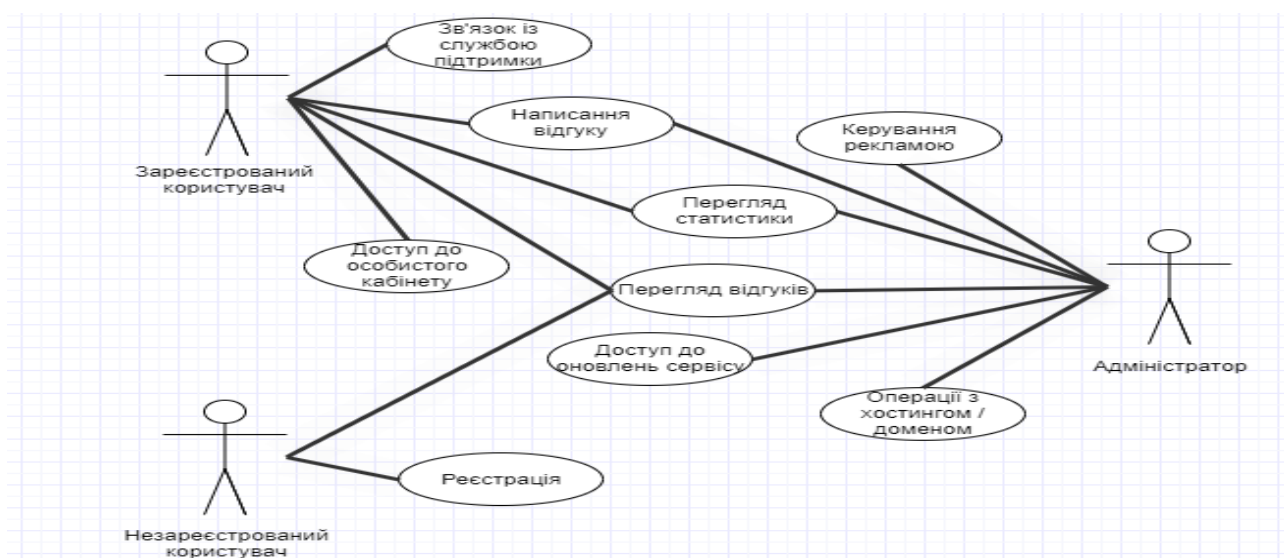 Зв'язок із
службою
підтримки
Написання
відгуку
Керування
рекламою
Зареєстрований
користувач
Перегляд
статистики
Доступ до
особистого
кабінету
Перегляд відгуків
Доступ до
оновлень сервісу
Адміністратор
Операції з
хостингом /
доменом
Реєстрація
Незареєстрований
користувач